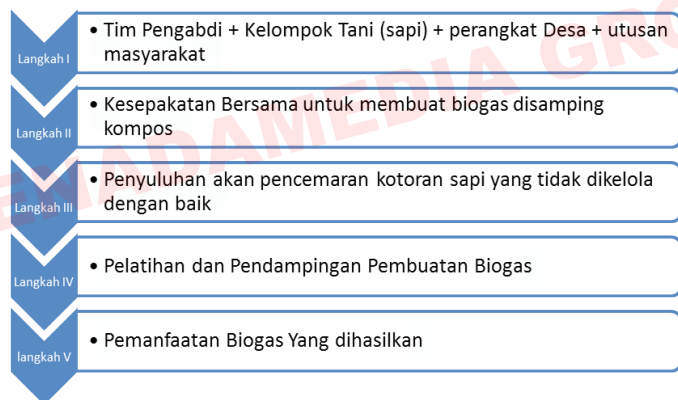 Langkah I
• Tim Pengabdi + Kelompok Tani (sapi) + perangkat Desa + utusan
masyarakat
Langkah II
• Kesepakatan Bersama untuk membuat biogas disamping
kompos
Langkah III
• Penyuluhan akan pencemaran kotoran sapi yang tidak dikelola
dengan baik
Langkah IV
• Pelatihan dan Pendampingan Pembuatan Biogas
langkah V
• Pemanfaatan Biogas Yang dihasilkan
ENADAMEDIA GRO